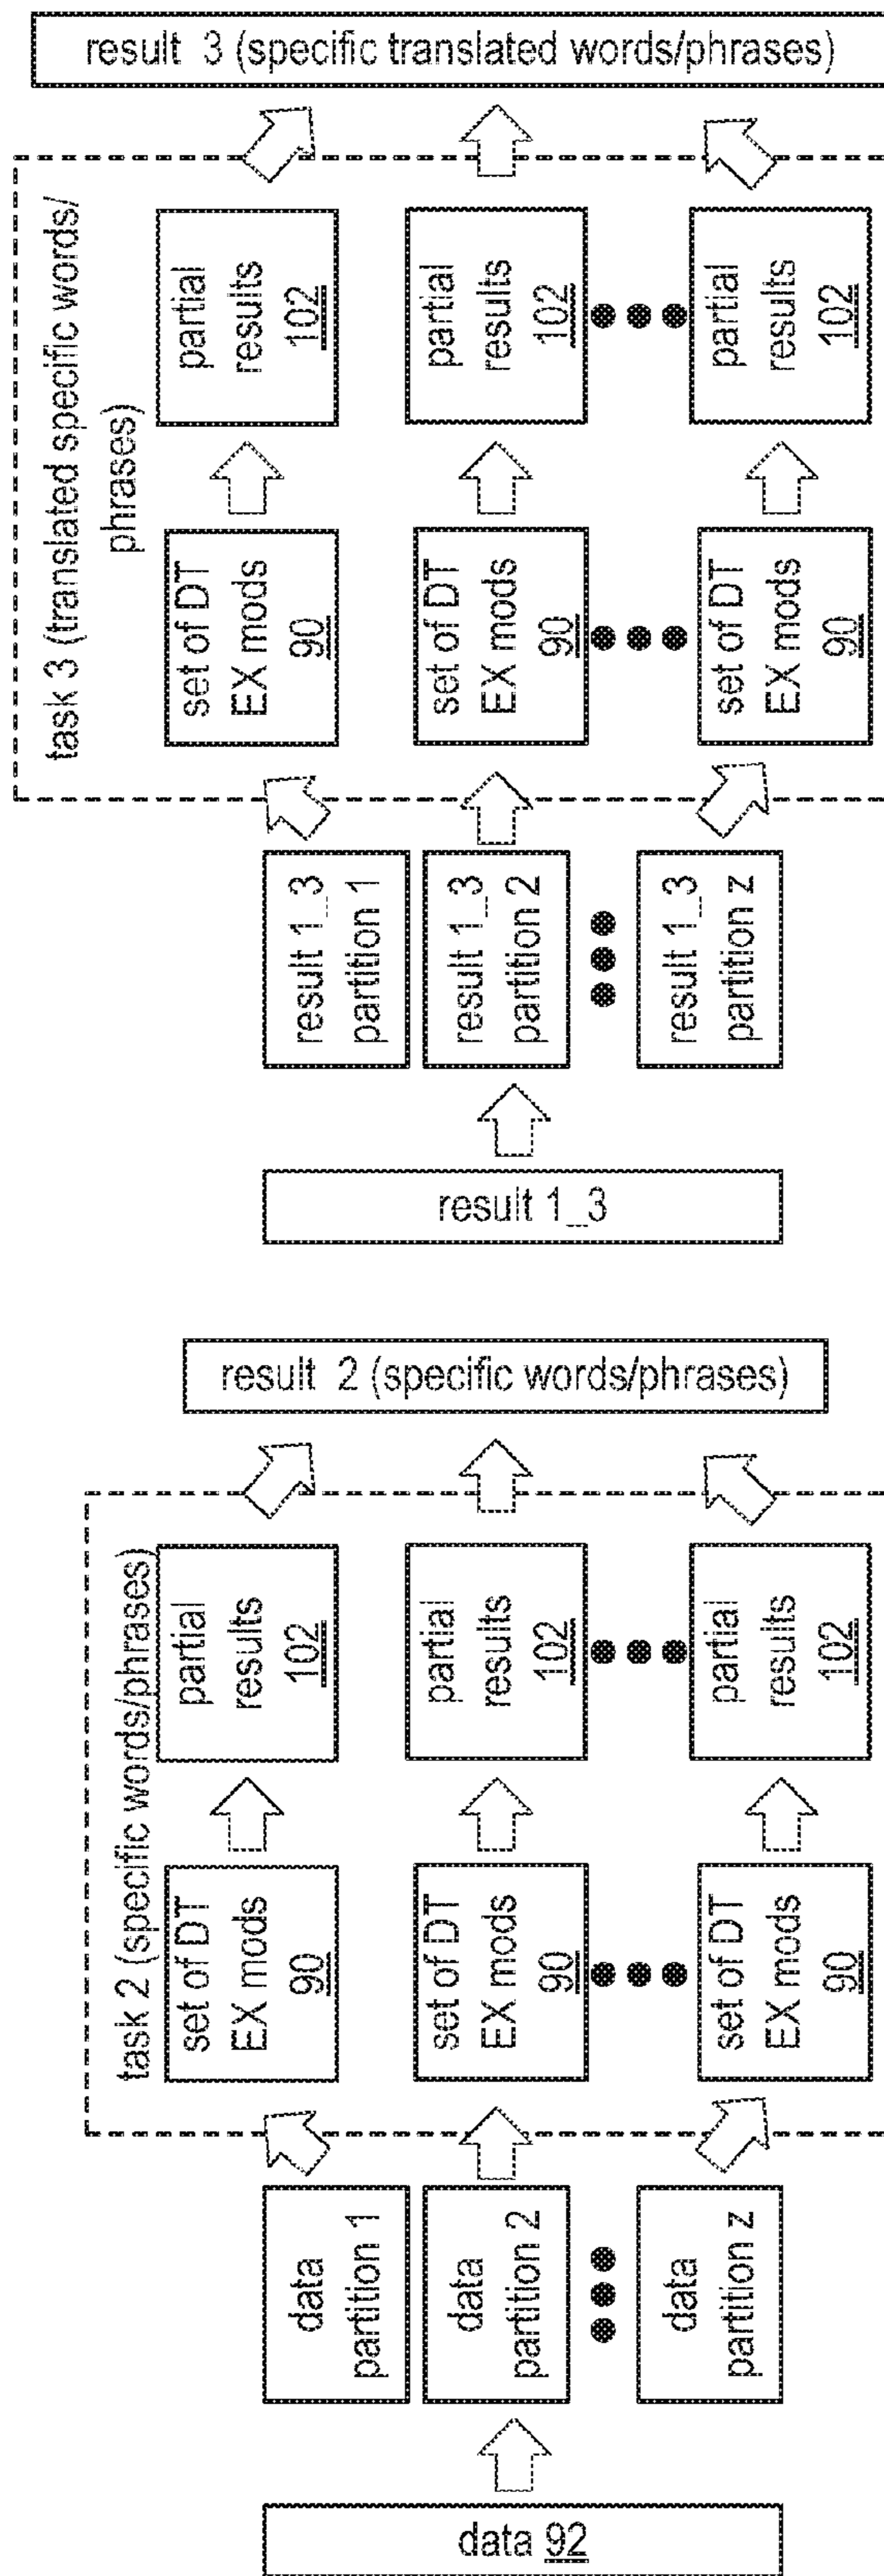 task 2 (specific words/phrases)
data 92
data
partition 1
data
partition 2
data
partition z
set of DT
EX mods
90
set of DT
EX mods
90
set of DT
EX mods
90
partial
results
102
partial
results
102
partial
results
102
result 2 (specific words/phrases)
task 3 (translated specific words/
phrases)
result 1_3
result 1_3
partition 1
result 1_3
partition 2
result 1_3
partition z
set of DT
EX mods
90
set of DT
EX mods
90
set of DT
EX mods
90
partial
results
102
partial
results
102
partial
results
102
result 3 (specific translated words/phrases)